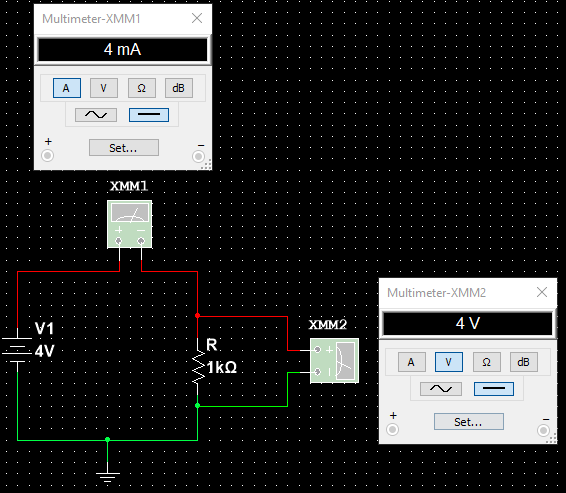 Multimeter-XMM1
4 mA
A V Ω dB
Set...
+ −
XMM1
+ −
Multimeter-XMM2
4 V
A V Ω dB
Set...
+ −
XMM2
+
−
V1
4V
R
1kΩ